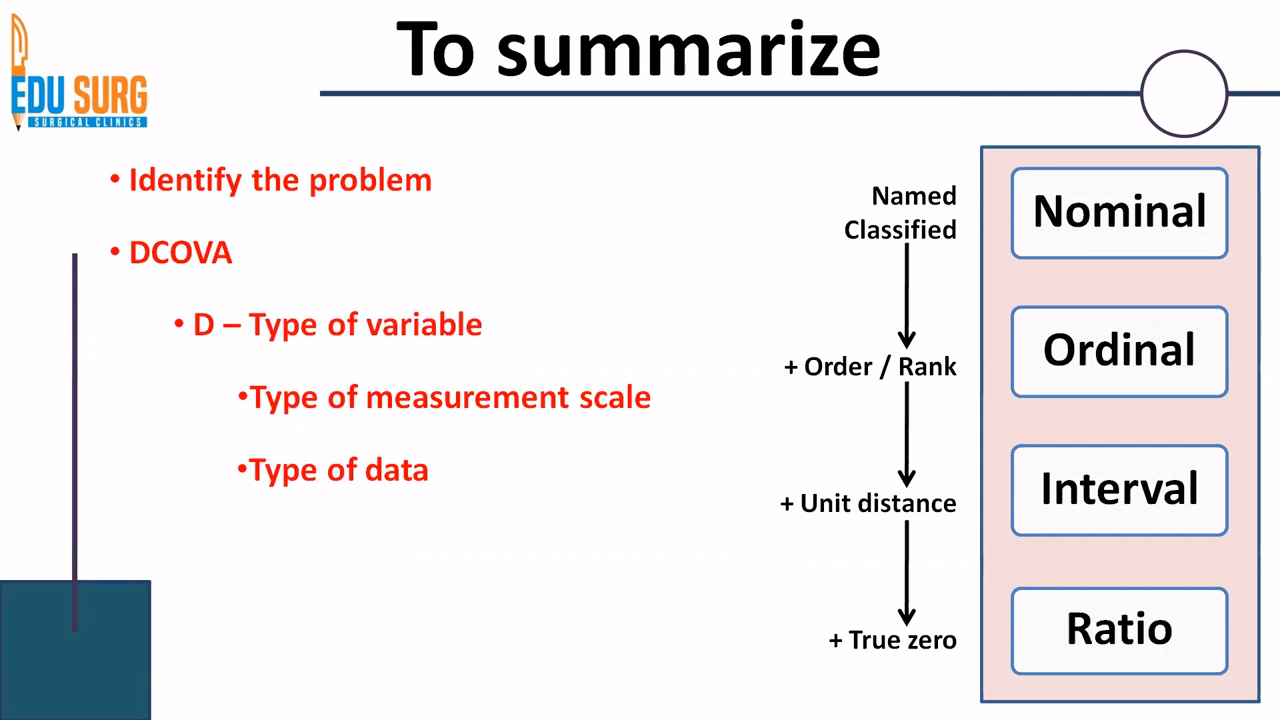 To summarize
EDU SURG
SURGICAL CLINICS
• Identify the problem
• DCOVA
• D – Type of variable
•Type of measurement scale
•Type of data
Named
Classified
+ Order / Rank
+ Unit distance
+ True zero
Nominal
Ordinal
Interval
Ratio